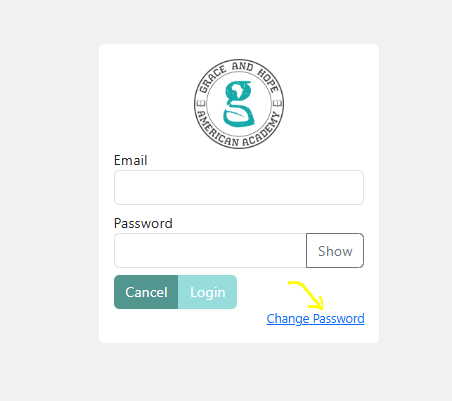 GRACE AND HOPE
AMERICAN ACADEMY
g
Email
Password
Show
Cancel Login
Change Password